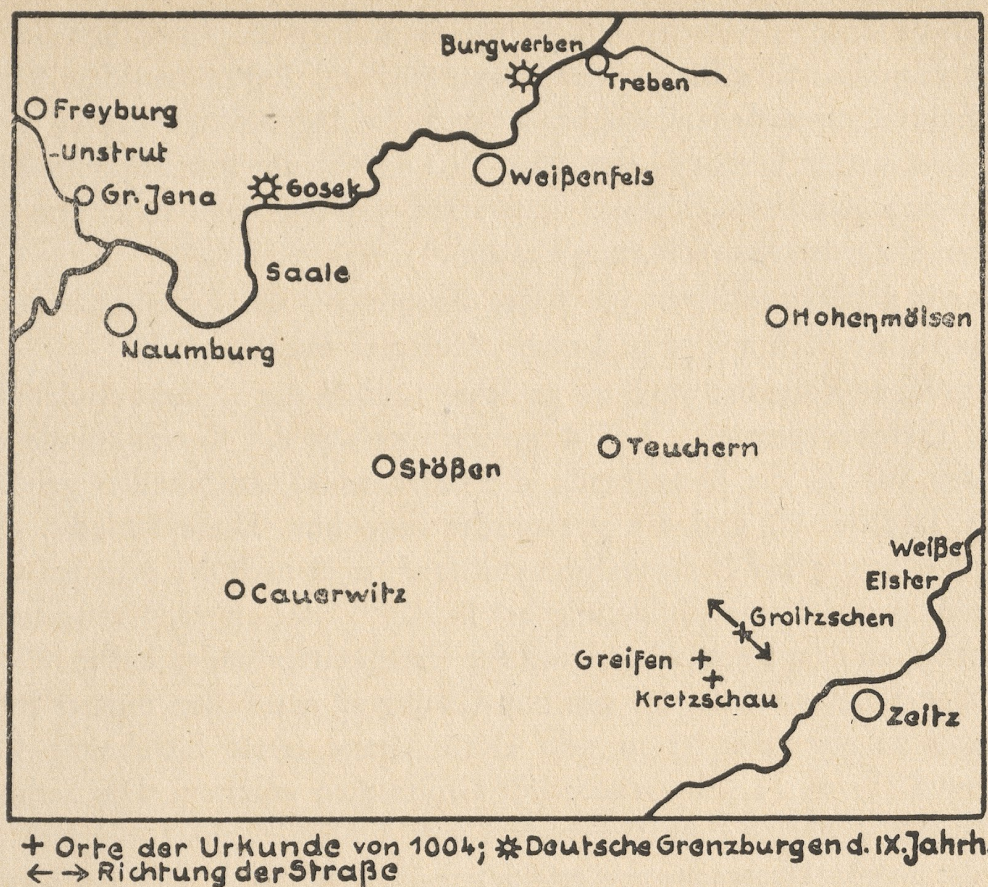 Burgwerben
Treben
Freyburg
Unstrut
Gr. Jena
Gosek
Weißenfels
Saale
Hohenmölsen
Naumburg
Teuchern
Stößen
Weiße
Elster
Cauerwitz
Groitzschen
Greifen
Kretzschau
Zeitz
+ Orte der Urkunde von 1004; ☼ Deutsche Grenzburgen d. IX. Jahrh.
← → Richtung der Straße